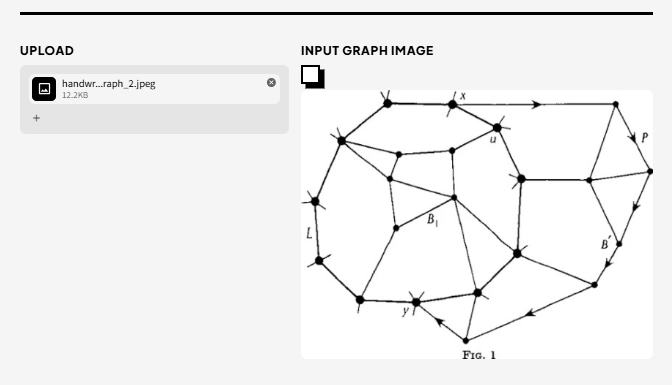 UPLOAD
INPUT GRAPH IMAGE
handwr...raph_2.jpeg
12.2KB
+
x
u
P
L
B₁
B′
y
FIG. 1